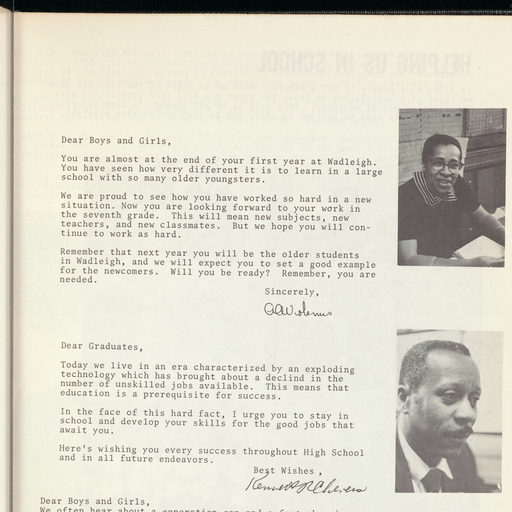 HELPING US IN SCHOOL
Dear Boys and Girls,
You are almost at the end of your first year at Wadleigh.
You have seen how very different it is to learn in a large
school with so many older youngsters.
We are proud to see how you have worked so hard in a new
situation. Now you are looking forward to your work in
the seventh grade. This will mean new subjects, new
teachers, and new classmates. But we hope you will con-
tinue to work as hard.
Remember that next year you will be the older students
in Wadleigh, and we will expect you to set a good example
for the newcomers. Will you be ready? Remember, you are
needed.
Sincerely,
Dear Graduates,
Today we live in an era characterized by an exploding
technology which has brought about a declind in the
number of unskilled jobs available. This means that
education is a prerequisite for success.
In the face of this hard fact, I urge you to stay in
school and develop your skills for the good jobs that
await you.
Here's wishing you every success throughout High School
and in all future endeavors.
Best Wishes,
Kenneth R Chevers
Dear Boys and Girls,
We often hear about a generation gap and